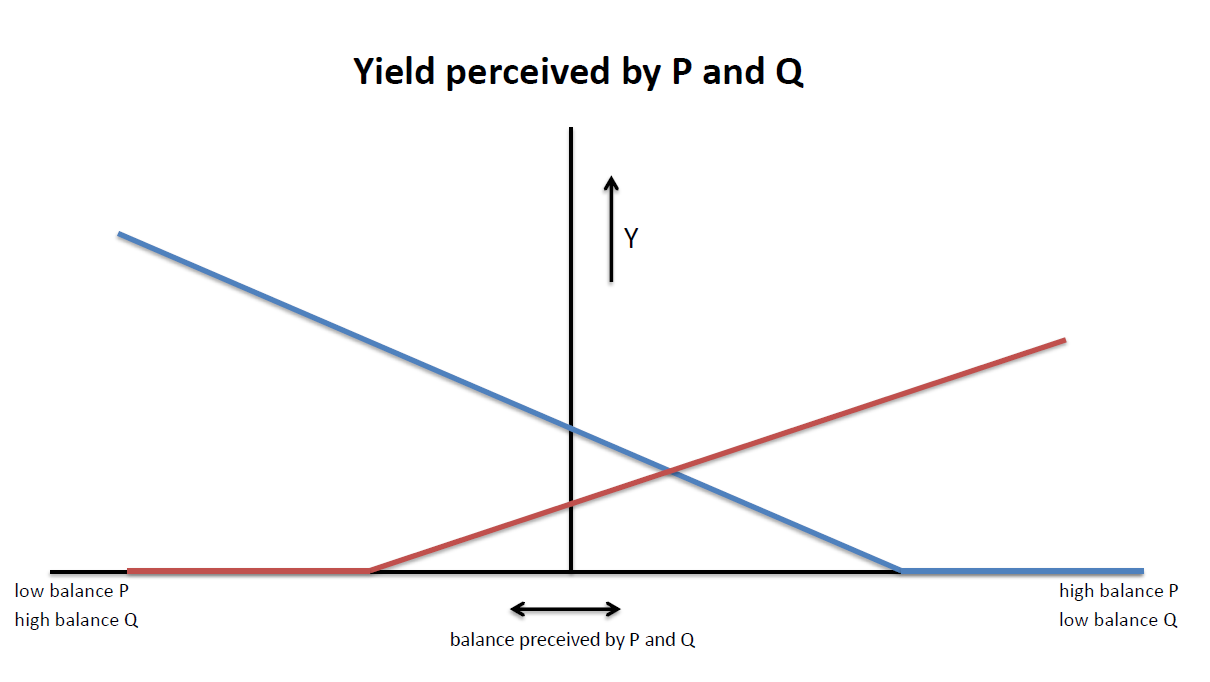 Yield perceived by P and Q
Y
low balance P
high balance Q
high balance P
low balance Q
balance preceived by P and Q